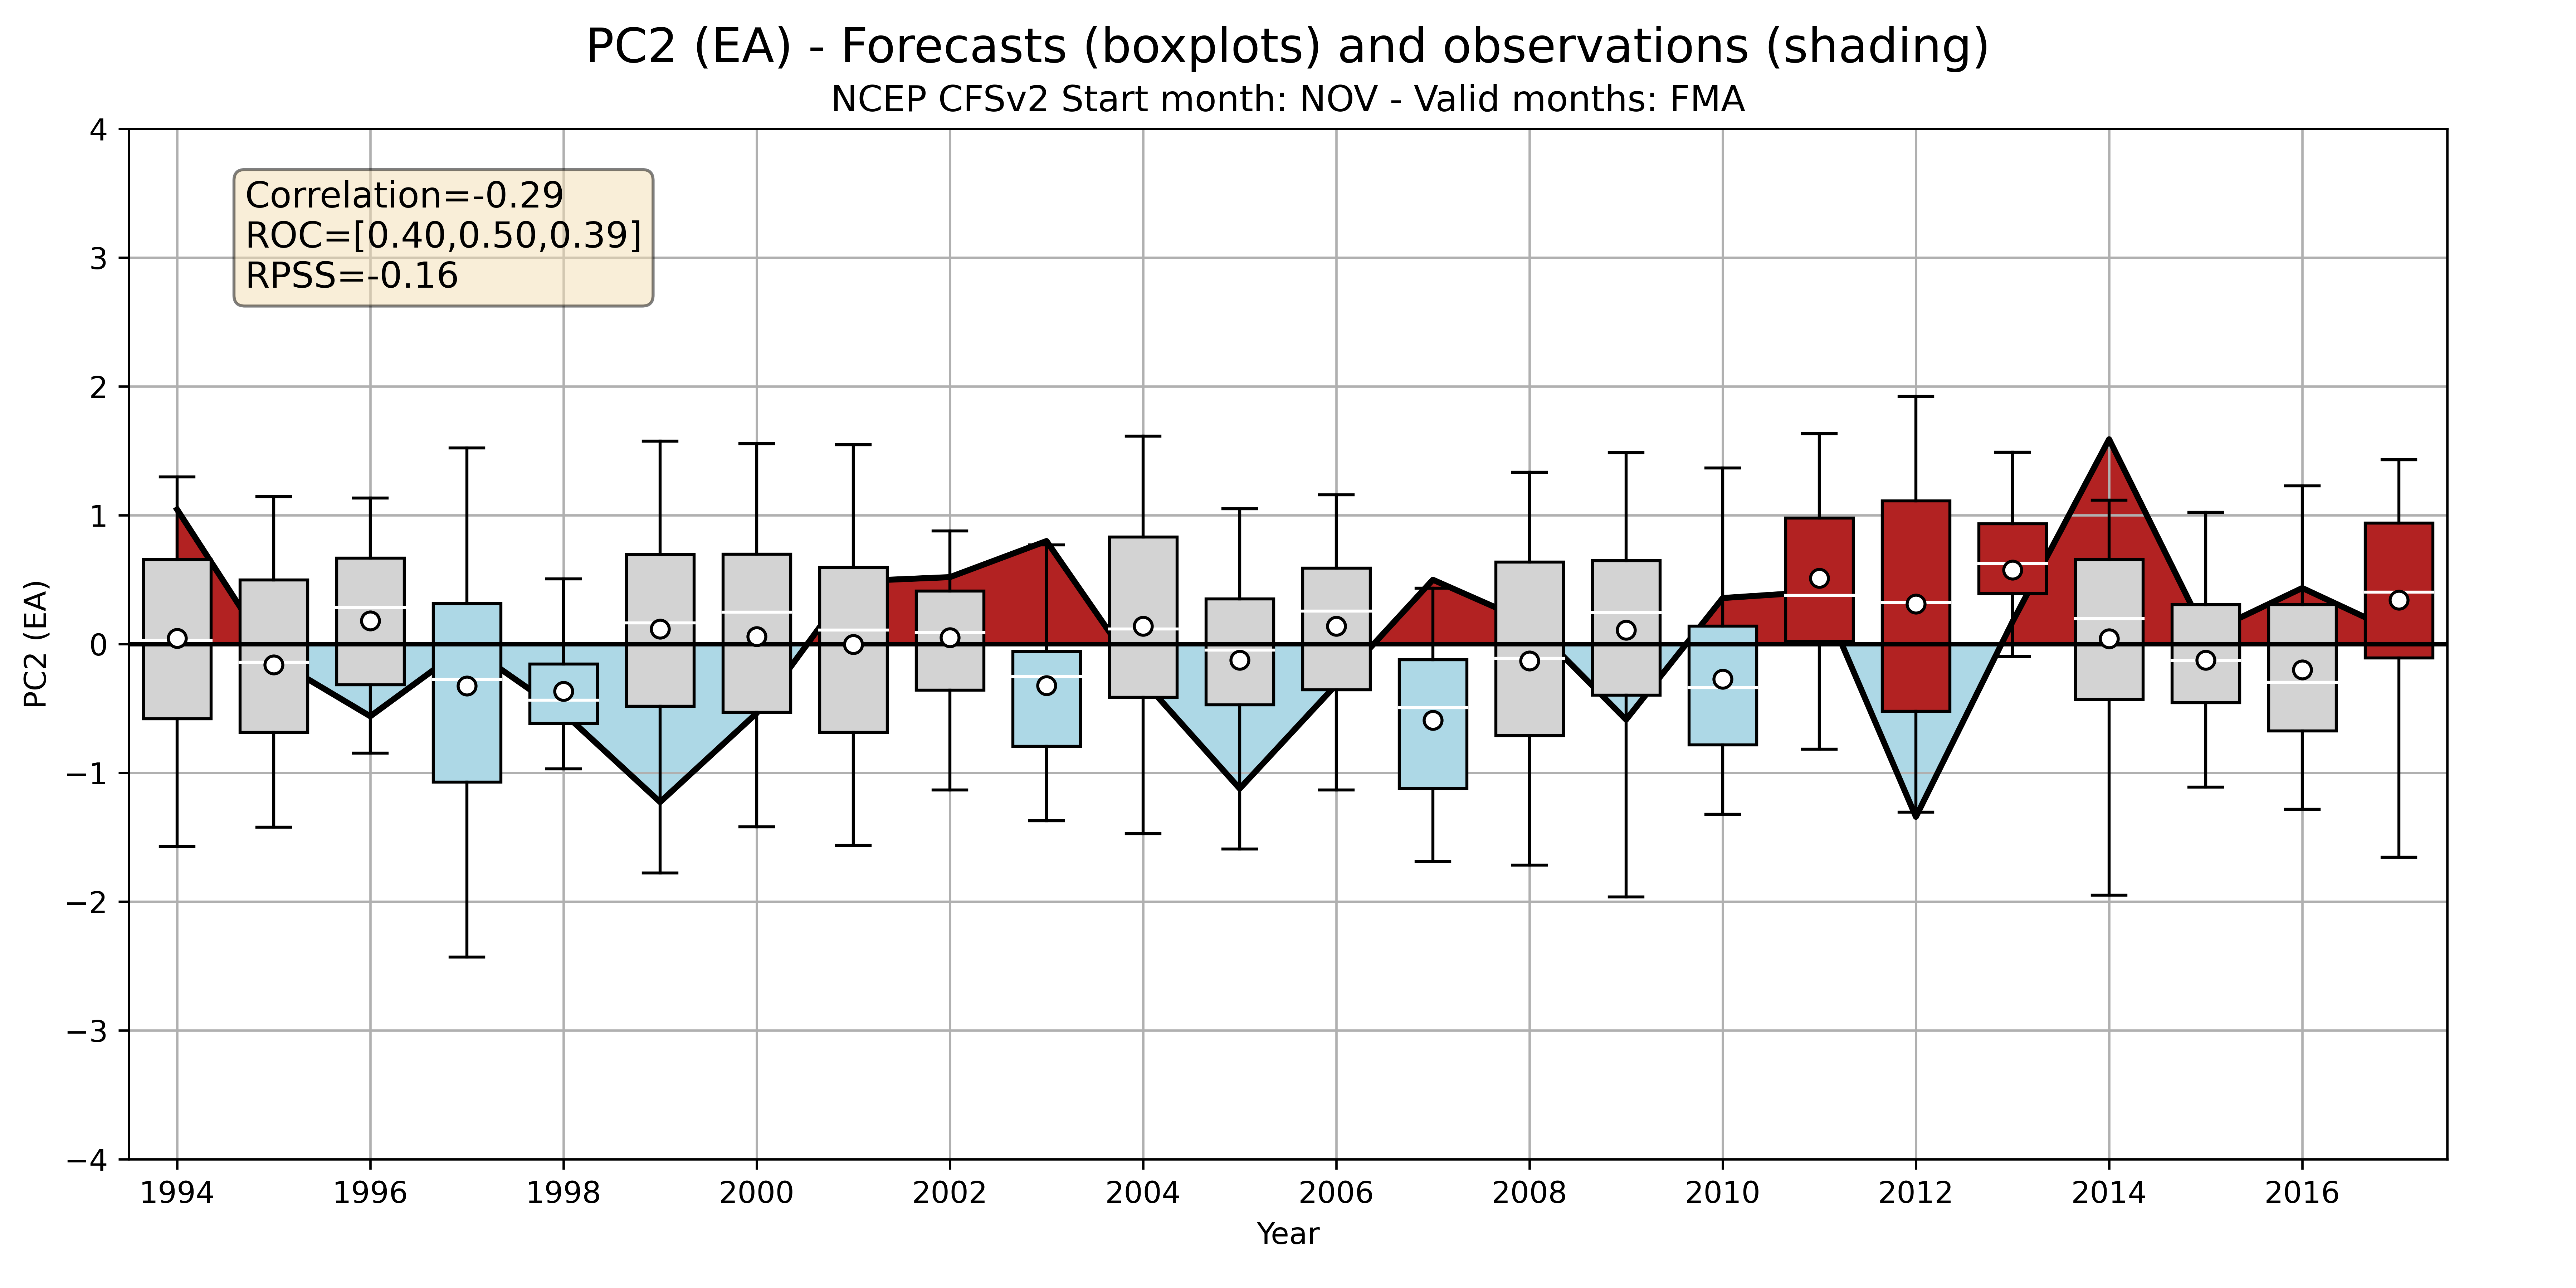 PC2 (EA) - Forecasts (boxplots) and observations (shading)
NCEP CFSv2 Start month: NOV - Valid months: FMA
Correlation=-0.29
ROC=[0.40,0.50,0.39]
RPSS=-0.16
PC2 (EA)
4
3
2
1
0
−1
−2
−3
−4
1994 1996 1998 2000 2002 2004 2006 2008 2010 2012 2014 2016
Year